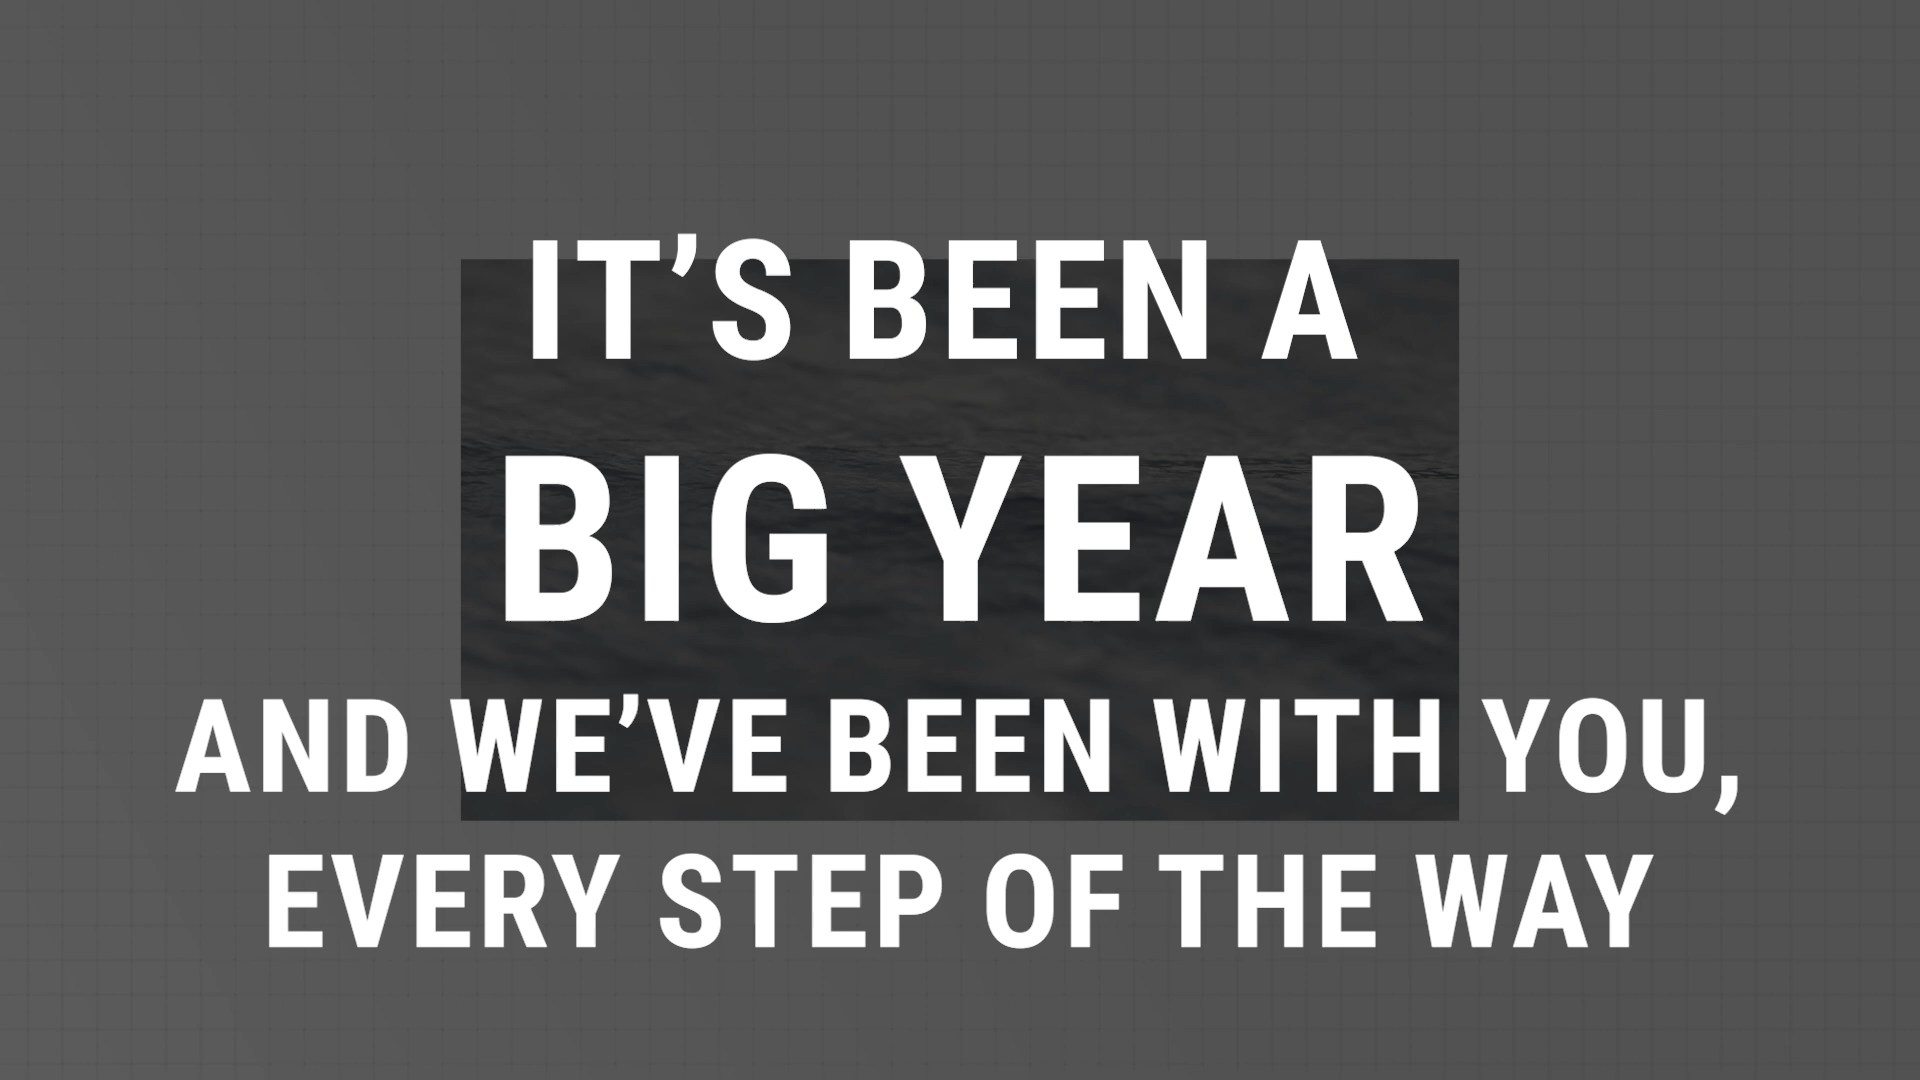 IT’S BEEN A
BIG YEAR
AND WE’VE BEEN WITH YOU,
EVERY STEP OF THE WAY